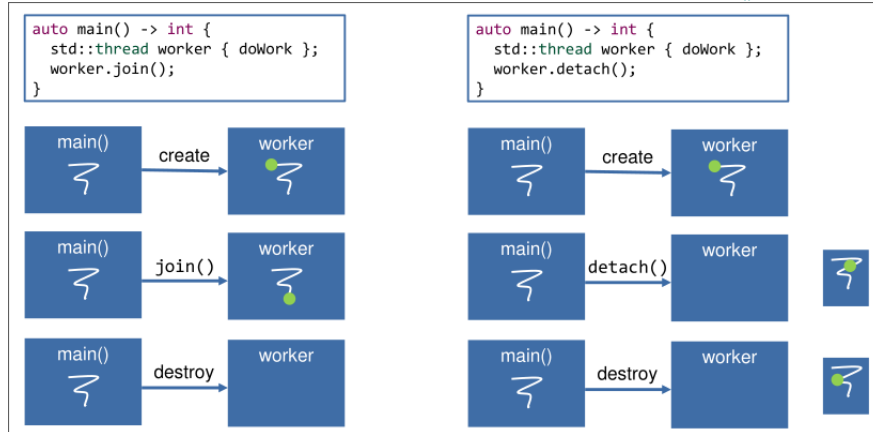 auto main() -> int {
  std::thread worker { doWork };
  worker.join();
}
main()
create
worker
main()
join()
worker
main()
destroy
worker
auto main() -> int {
  std::thread worker { doWork };
  worker.detach();
}
main()
create
worker
main()
detach()
worker
main()
destroy
worker